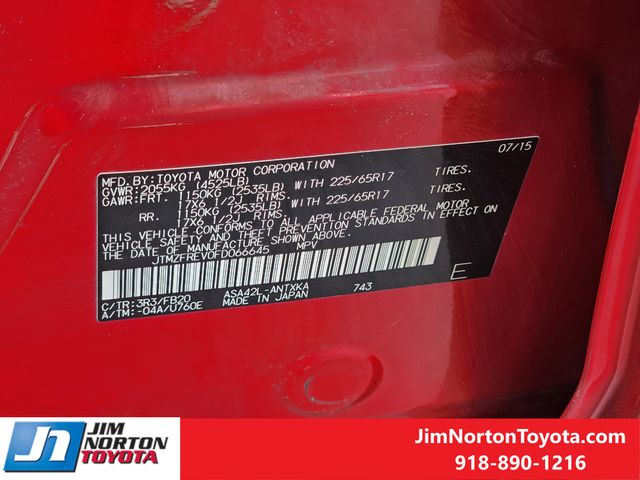 MFD.BY:TOYOTA MOTOR CORPORATION 07/15
GVWR:2055KG (4525LB)
GAWR:FRT. 1150KG (2535LB) WITH 225/65R17 TIRES.
17X6 1/2J RIMS.
RR. 1150KG (2535LB) WITH 225/65R17 TIRES.
17X6 1/2J RIMS.
THIS VEHICLE CONFORMS TO ALL APPLICABLE FEDERAL MOTOR
VEHICLE SAFETY AND THEFT PREVENTION STANDARDS IN EFFECT ON
THE DATE OF MANUFACTURE SHOWN ABOVE.
JTMZFREV0FD066645 MPV
E
C/TR:3R3/FB20 ASA42L-ANTXKA 743
A/TM:-04A/U760E MADE IN JAPAN
JIM
NORTON
TOYOTA
JimNortonToyota.com
918-890-1216